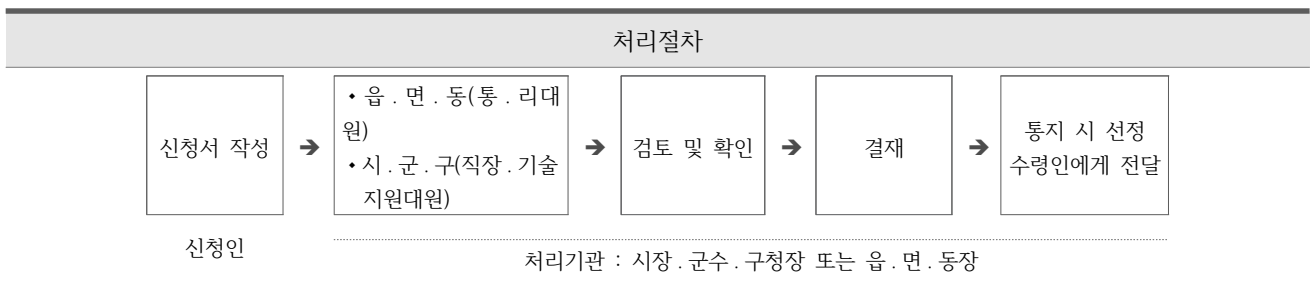 처리절차
신청서 작성
➔
◆ 읍 . 면 . 동(통 . 리대
원)
◆ 시 . 군 . 구(직장 . 기술
지원대원)
➔
검토 및 확인
➔
결재
➔
통지 시 선정
수령인에게 전달
신청인
처리기관 : 시장 . 군수 . 구청장 또는 읍 . 면 . 동장